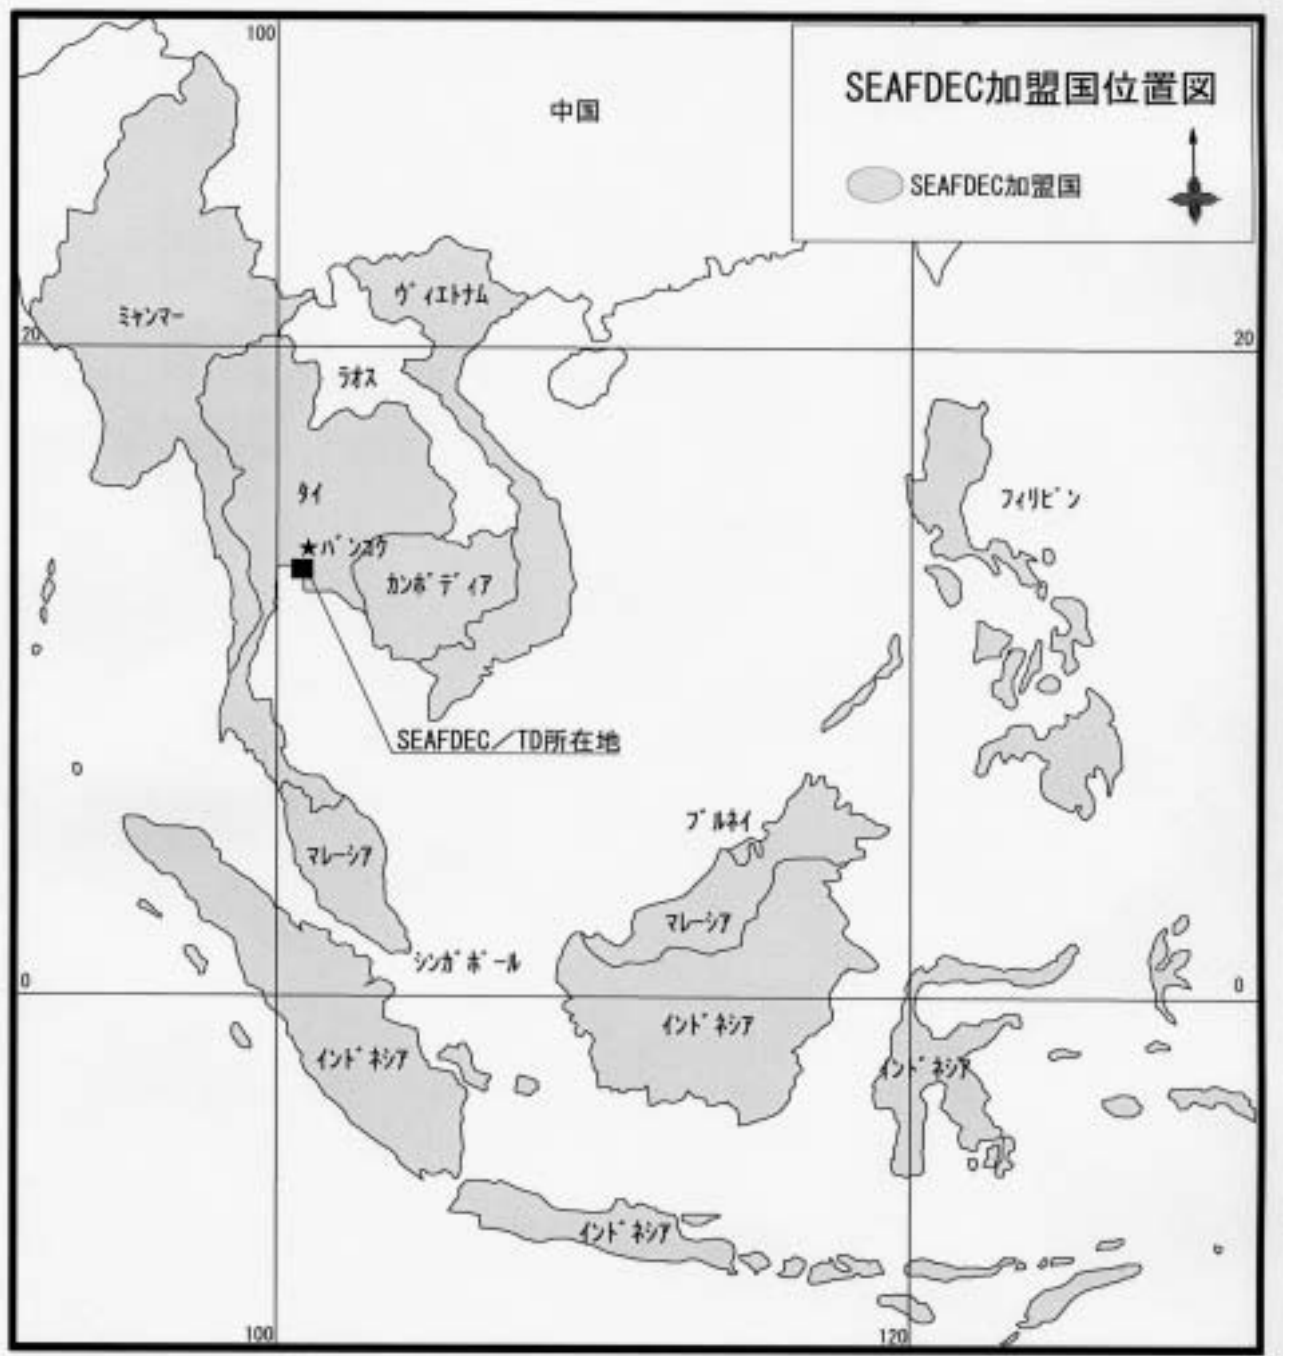 100
中国
SEAFDEC加盟国位置図
SEAFDEC加盟国
ヴィエトナム
ミャンマー
20
20
ラオス
タイ
フィリピン
★バンコク
カンボディア
SEAFDEC/TD所在地
ブルネイ
マレーシア
マレーシア
シンガポール
0
0
インドネシア
インドネシア
インドネシア
インドネシア
100
120